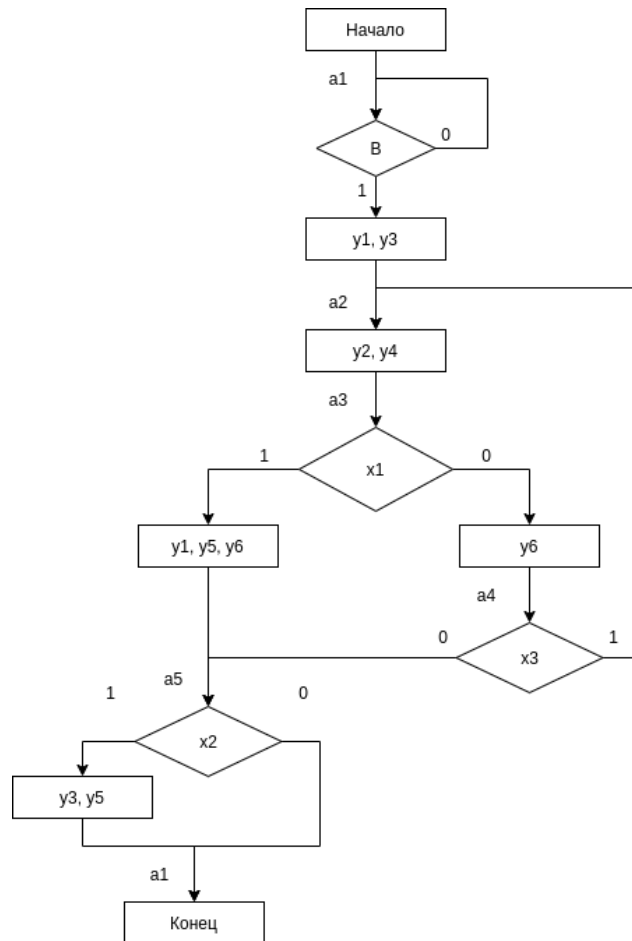 Начало
a1
B
0
1
y1, y3
a2
y2, y4
a3
1
x1
0
y1, y5, y6
y6
a4
0
x3
1
a5
1
0
x2
y3, y5
a1
Конец